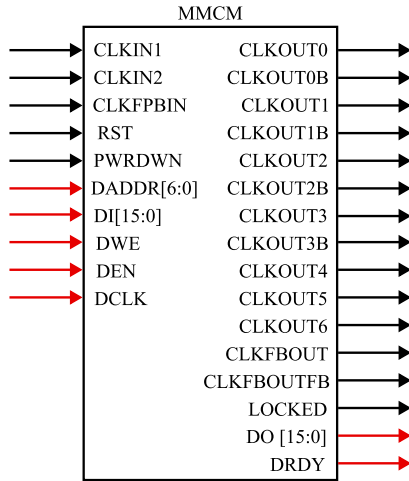 MMCM
CLKIN1 CLKOUT0
CLKIN2 CLKOUT0B
CLKFPBIN CLKOUT1
RST CLKOUT1B
PWRDWN CLKOUT2
DADDR[6:0] CLKOUT2B
DI[15:0] CLKOUT3
DWE CLKOUT3B
DEN CLKOUT4
DCLK CLKOUT5
CLKOUT6
CLKFBOUT
CLKFBOUTFB
LOCKED
DO [15:0]
DRDY